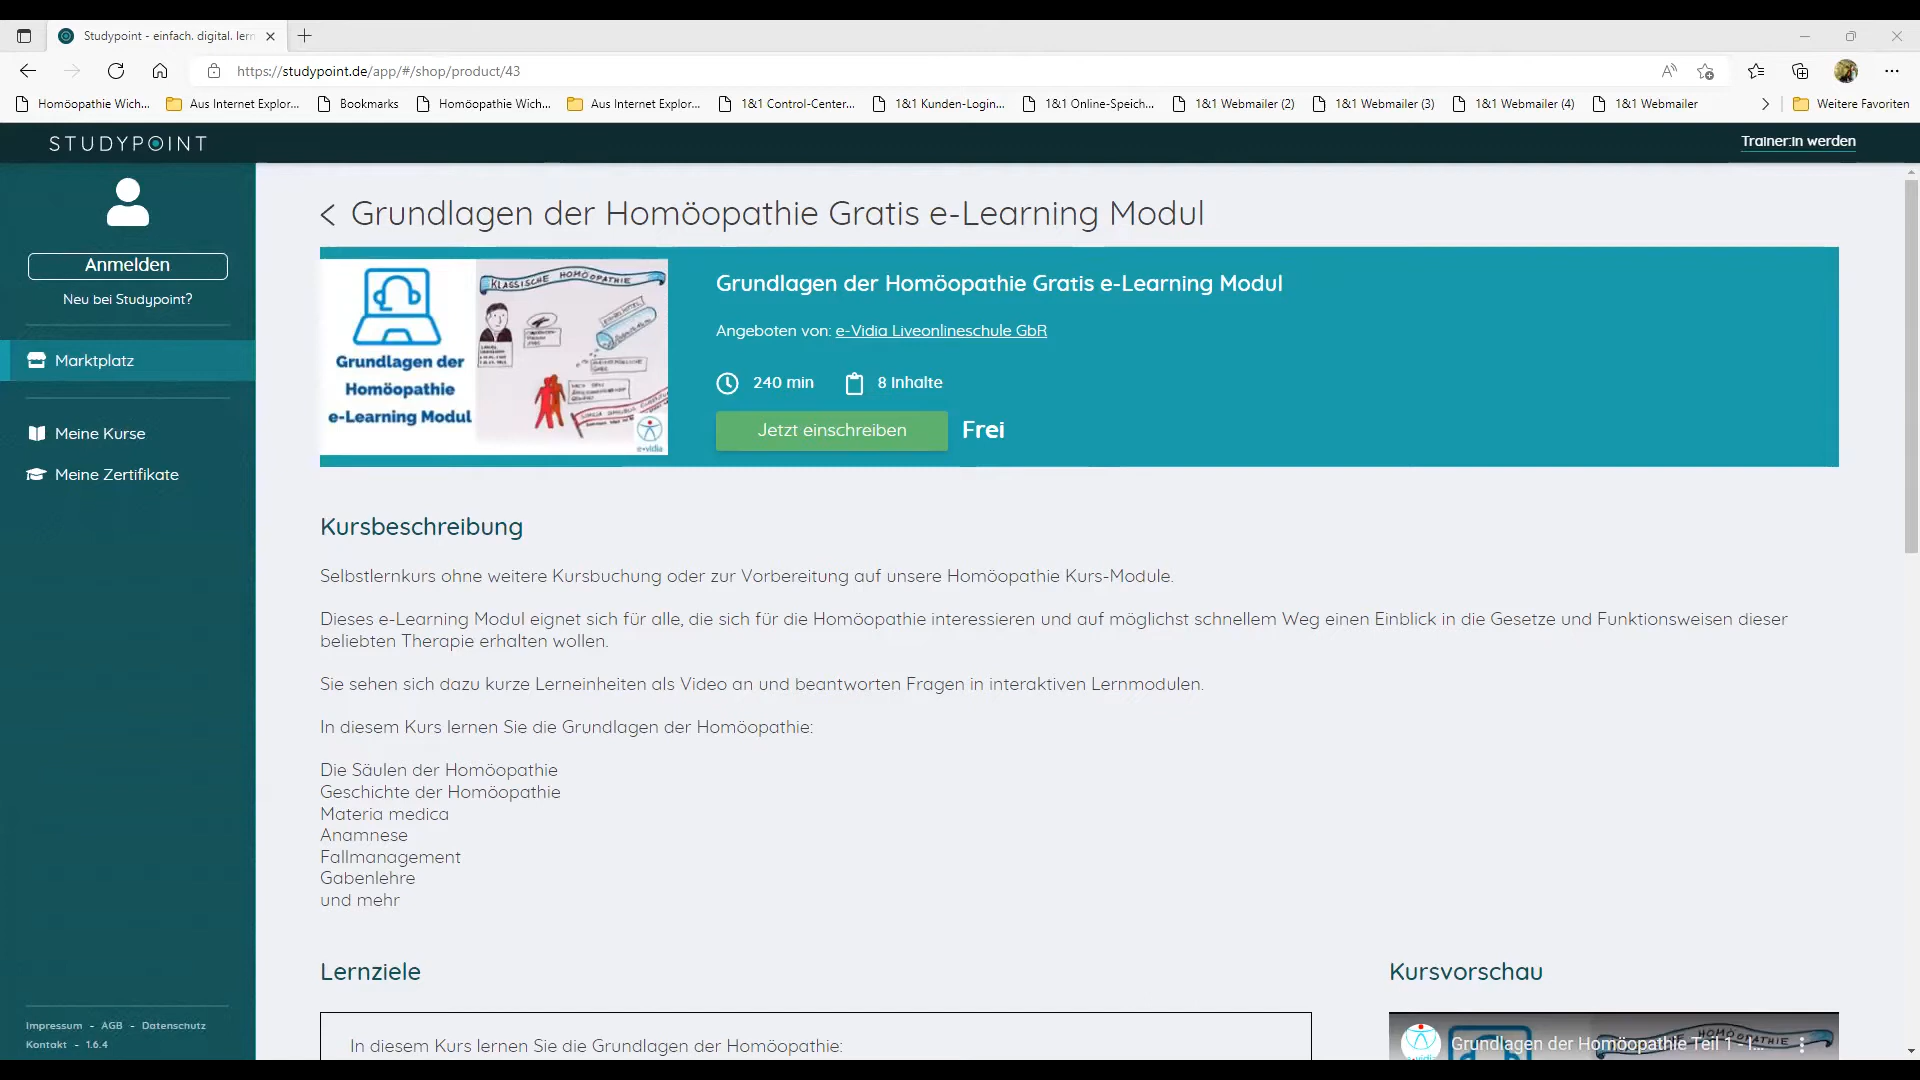 Studypoint - einfach. digital. lern
https://studypoint.de/app/#/shop/product/43
Homöopathie Wich... Aus Internet Explor... Bookmarks Homöopathie Wich... Aus Internet Explor... 1&1 Control-Center... 1&1 Kunden-Login... 1&1 Online-Speich... 1&1 Webmailer (2) 1&1 Webmailer (3) 1&1 Webmailer (4) 1&1 Webmailer Weitere Favoriten
STUDYPOINT
Trainer:in werden
Anmelden
Neu bei Studypoint?
Marktplatz
Meine Kurse
Meine Zertifikate
Impressum - AGB - Datenschutz
Kontakt - 1.6.4
< Grundlagen der Homöopathie Gratis e-Learning Modul
Grundlagen der
Homöopathie
e-Learning Modul
KLASSISCHE HOMÖOPATHIE
e-vidia
Grundlagen der Homöopathie Gratis e-Learning Modul
Angeboten von: e-Vidia Liveonlineschule GbR
240 min 8 Inhalte
Jetzt einschreiben Frei
Kursbeschreibung
Selbstlernkurs ohne weitere Kursbuchung oder zur Vorbereitung auf unsere Homöopathie Kurs-Module.
Dieses e-Learning Modul eignet sich für alle, die sich für die Homöopathie interessieren und auf möglichst schnellem Weg einen Einblick in die Gesetze und Funktionsweisen dieser
beliebten Therapie erhalten wollen.
Sie sehen sich dazu kurze Lerneinheiten als Video an und beantworten Fragen in interaktiven Lernmodulen.
In diesem Kurs lernen Sie die Grundlagen der Homöopathie:
Die Säulen der Homöopathie
Geschichte der Homöopathie
Materia medica
Anamnese
Fallmanagement
Gabenlehre
und mehr
Lernziele
In diesem Kurs lernen Sie die Grundlagen der Homöopathie:
Kursvorschau
Grundlagen der Homöopathie Teil 1 - I...
HOMÖOPATHIE